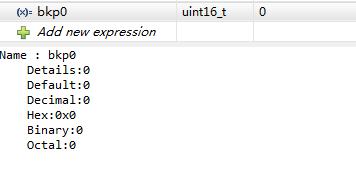 (x)= bkp0 uint16_t 0
Add new expression
Name : bkp0
Details:0
Default:0
Decimal:0
Hex:0x0
Binary:0
Octal:0